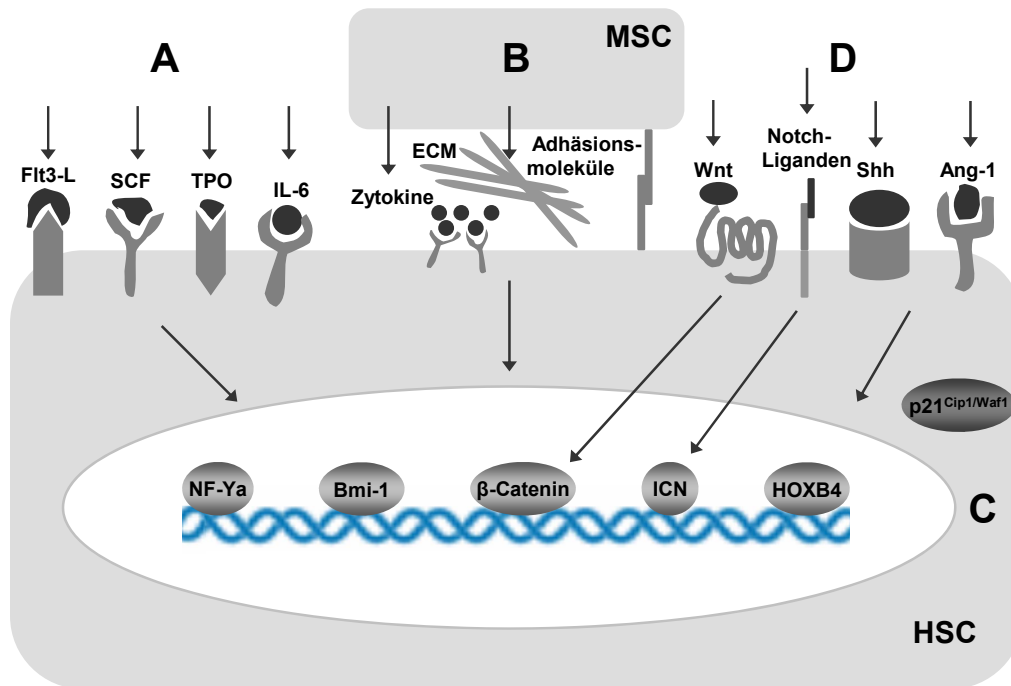 MSC
A
B
D
Flt3-L
SCF
TPO
IL-6
Zytokine
ECM
Adhäsions-
moleküle
Wnt
Notch-
Liganden
Shh
Ang-1
p21Cip1/Waf1
NF-Ya
Bmi-1
β-Catenin
ICN
HOXB4
C
HSC